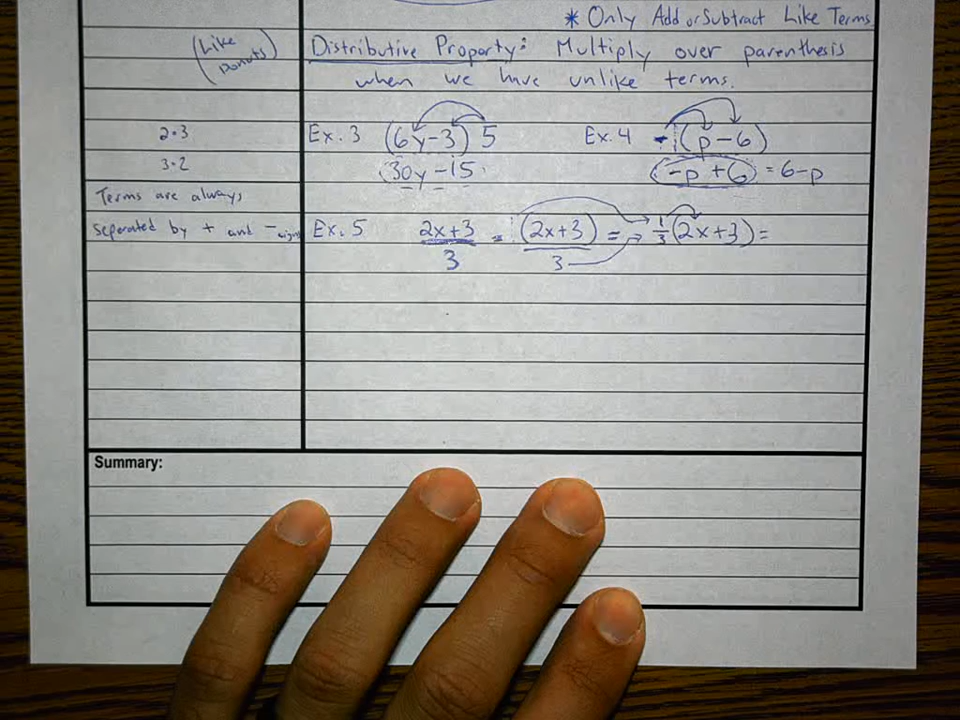 * Only Add or Subtract Like Terms
(Like Donuts)
Distributive Property: Multiply over parenthesis
when we have unlike terms.
2·3
Ex. 3 (6y-3) 5
Ex. 4 -1(p-6)
3·2
30y-15
-p+6 = 6-p
Terms are always
seperated by + and - signs
Ex. 5 2x+3/3 = (2x+3)/3 = 1/3(2x+3)=
Summary: